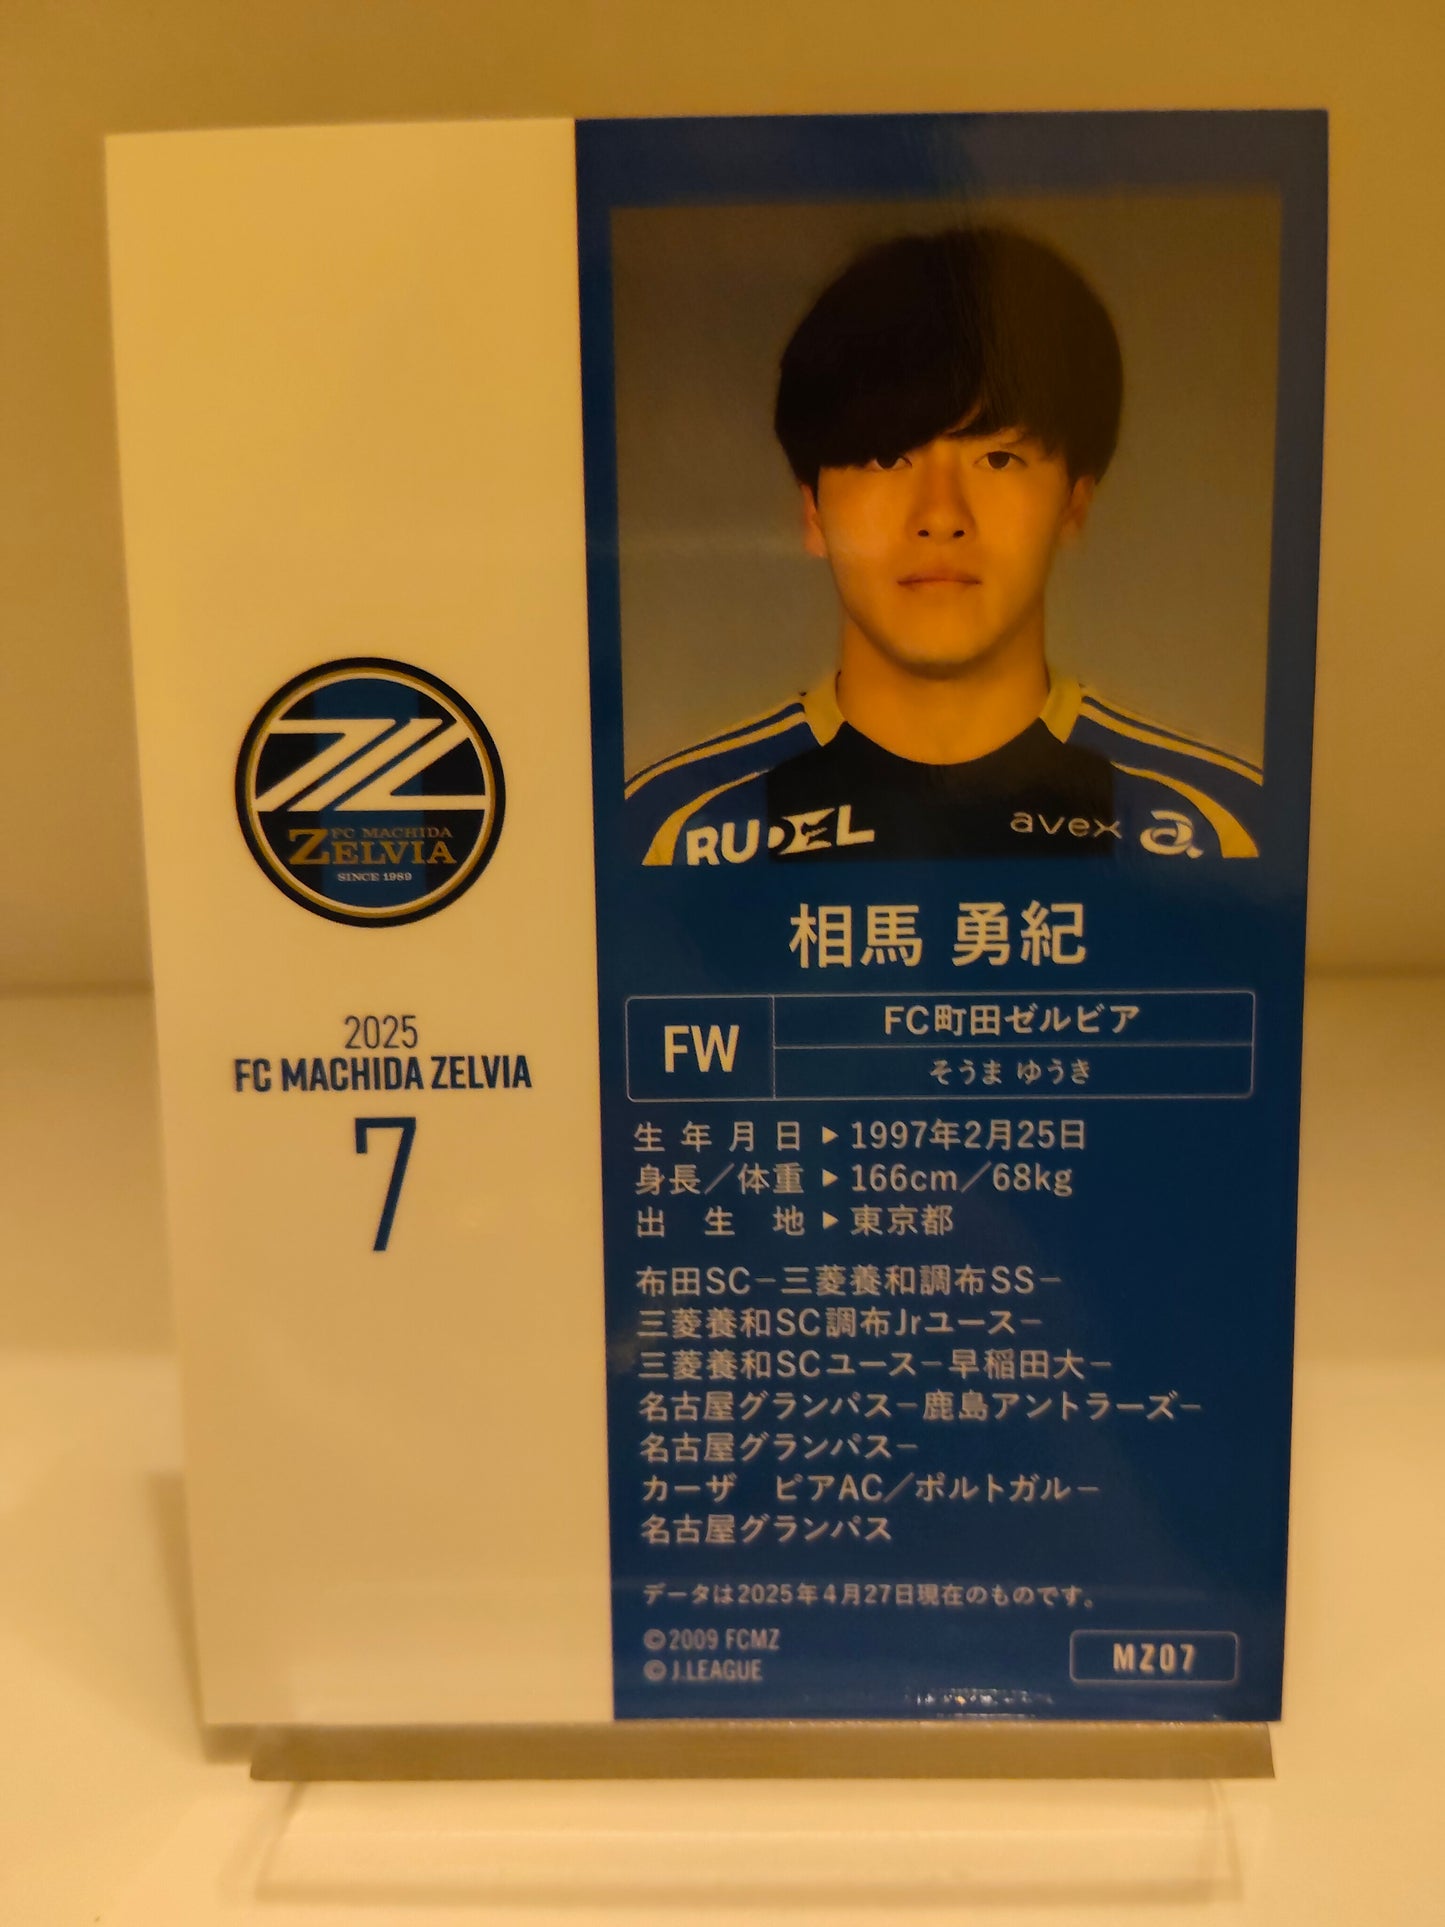 FC MACHIDA
ZELVIA
SINCE 1989
2025
FC MACHIDA ZELVIA
7
RUDEL
avex
相馬 勇紀
FW
FC町田ゼルビア
そうま ゆうき
生年月日▶1997年2月25日
身長／体重▶166cm／68kg
出生地▶東京都
布田SC−三菱養和調布SS−
三菱養和SC調布Jrユース−
三菱養和SCユース−早稲田大−
名古屋グランパス−鹿島アントラーズ−
名古屋グランパス−
カーザ　ピアAC／ポルトガル−
名古屋グランパス
データは2025年4月27日現在のものです。
©2009 FCMZ
©J.LEAGUE
MZ07